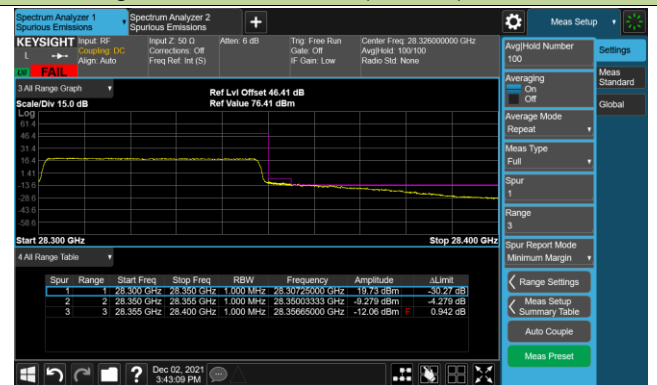 Spectrum Analyzer 1
Spurious Emissions
Spectrum Analyzer 2
Spurious Emissions
+
Meas Setup
KEYSIGHT
L
LXI
FAIL
Input: RF
Coupling: DC
Align: Auto
Input Z: 50 Ω
Corrections: Off
Freq Ref: Int (S)
Atten: 6 dB
Trig: Free Run
Gate: Off
IF Gain: Low
Center Freq: 28.326000000 GHz
Avg|Hold: 100/100
Radio Std: None
3 All Range Graph
Ref Lvl Offset 46.41 dB
Scale/Div 15.0 dB
Ref Value 76.41 dBm
Log
61.4
46.4
31.4
16.4
1.41
-13.6
-28.6
-43.6
-58.6
Start 28.300 GHz
Stop 28.400 GHz
4 All Range Table
Spur Range Start Freq Stop Freq RBW Frequency Amplitude ΔLimit
1 1 28.300 GHz 28.350 GHz 1.000 MHz 28.30725000 GHz 19.73 dBm -30.27 dB
2 2 28.350 GHz 28.355 GHz 1.000 MHz 28.35003333 GHz -9.279 dBm -4.279 dB
3 3 28.355 GHz 28.400 GHz 1.000 MHz 28.35665000 GHz -12.06 dBm F 0.942 dB
Avg|Hold Number
100
Averaging
On
Off
Average Mode
Repeat
Meas Type
Full
Spur
1
Range
3
Spur Report Mode
Minimum Margin
Range Settings
Meas Setup
Summary Table
Auto Couple
Meas Preset
Settings
Meas
Standard
Global
?
Dec 02, 2021
3:43:09 PM